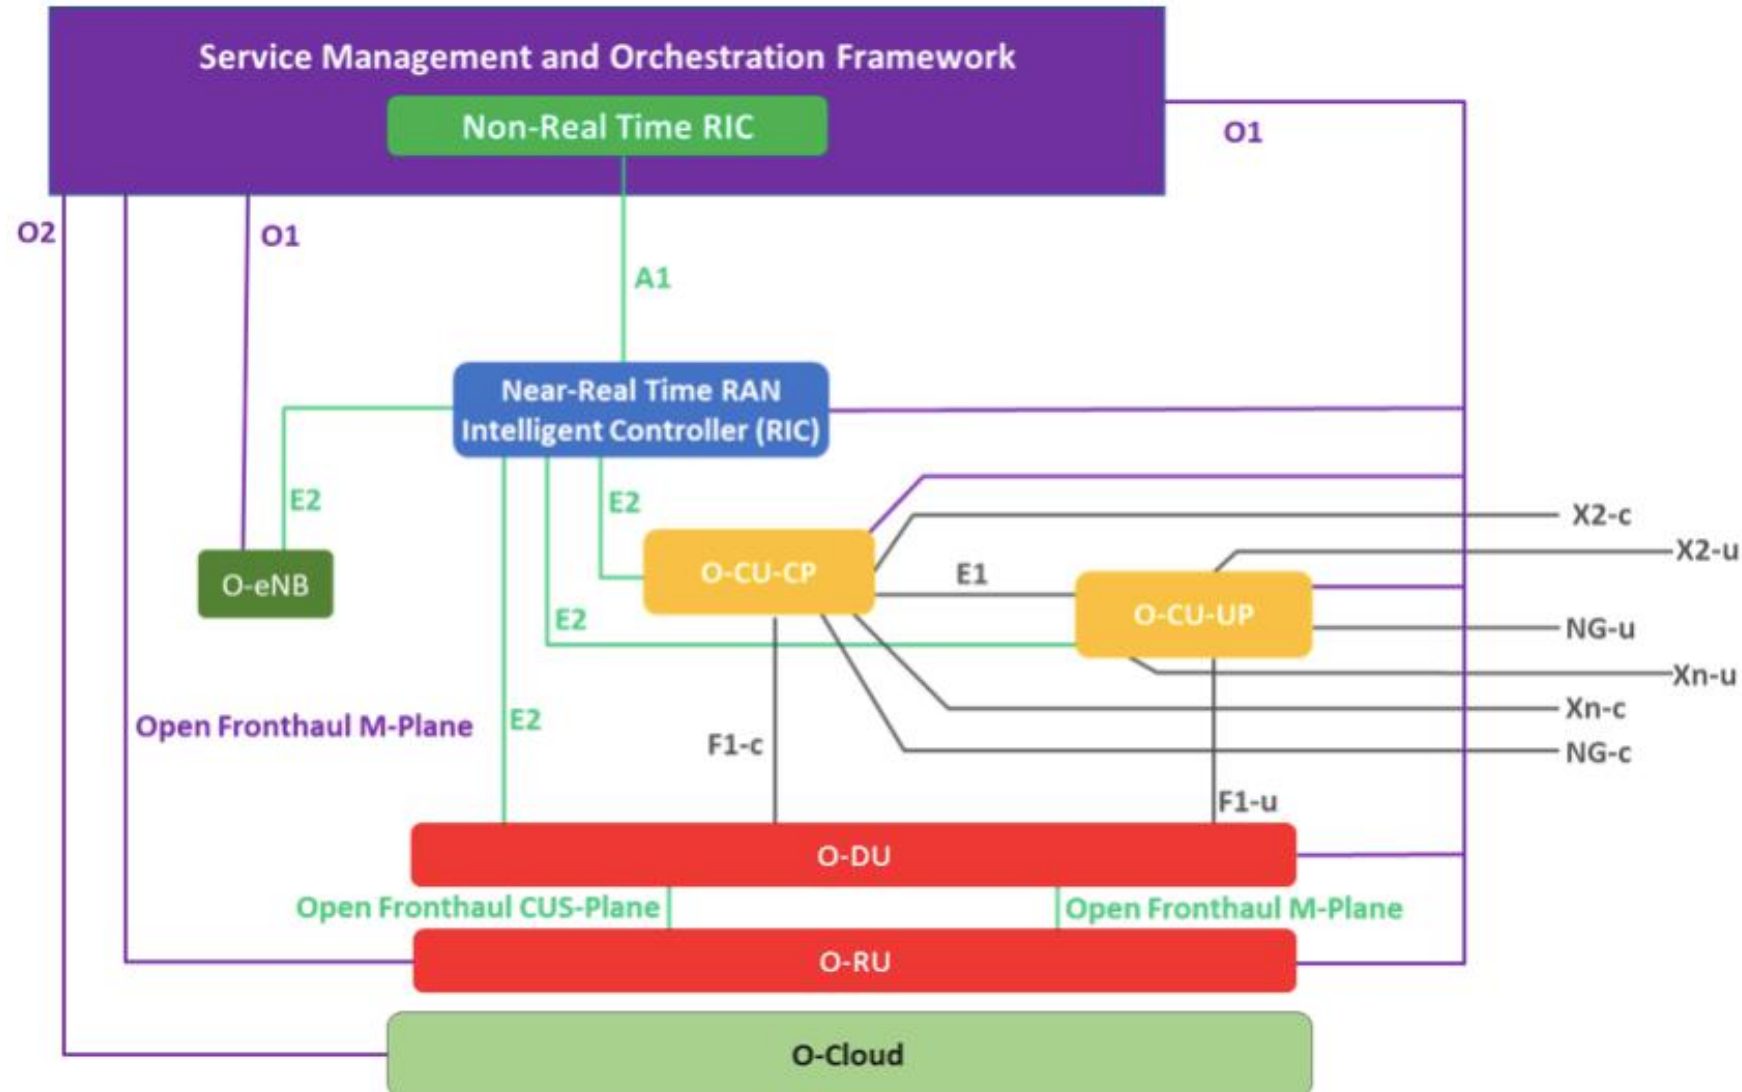 Service Management and Orchestration Framework
Non-Real Time RIC
O1
O2
O1
A1
Near-Real Time RAN
Intelligent Controller (RIC)
E2
E2
X2-c
X2-u
O-eNB
O-CU-CP
E1
O-CU-UP
E2
NG-u
Xn-u
Xn-c
Open Fronthaul M-Plane
E2
F1-c
NG-c
F1-u
O-DU
Open Fronthaul CUS-Plane
Open Fronthaul M-Plane
O-RU
O-Cloud